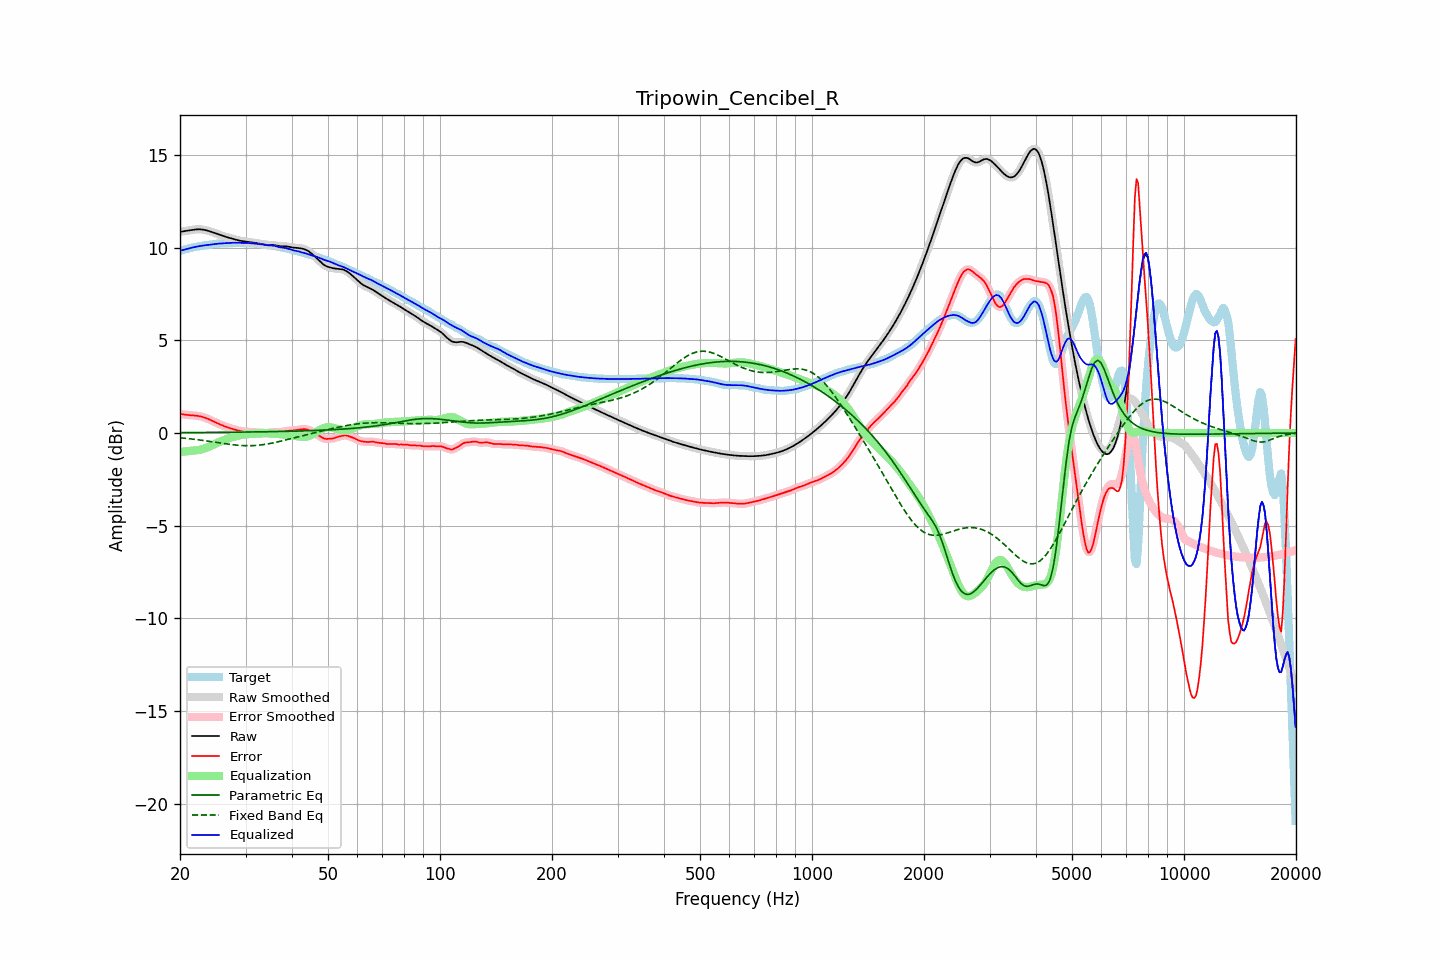 Tripowin_Cencibel_R
Amplitude (dBr)
15
10
5
0
−5
−10
−15
−20
Target
Raw Smoothed
Error Smoothed
Raw
Error
Equalization
Parametric Eq
Fixed Band Eq
Equalized
20 50 100 200 500 1000 2000 5000 10000 20000
Frequency (Hz)